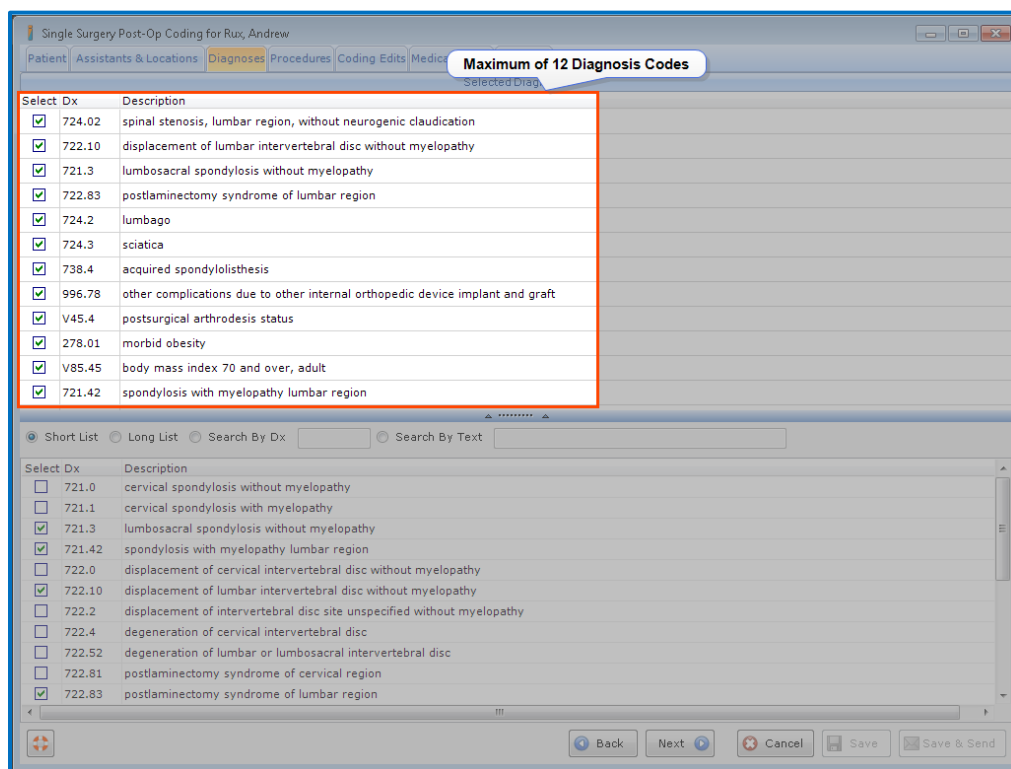 Single Surgery Post-Op Coding for Rux, Andrew
Patient Assistants & Locations Diagnoses Procedures Coding Edits
Maximum of 12 Diagnosis Codes
Selected
Select Dx Description
724.02 spinal stenosis, lumbar region, without neurogenic claudication
722.10 displacement of lumbar intervertebral disc without myelopathy
721.3 lumbosacral spondylosis without myelopathy
722.83 postlaminectomy syndrome of lumbar region
724.2 lumbago
724.3 sciatica
738.4 acquired spondylolisthesis
996.78 other complications due to other internal orthopedic device implant and graft
V45.4 postsurgical arthrodesis status
278.01 morbid obesity
V85.45 body mass index 70 and over, adult
721.42 spondylosis with myelopathy lumbar region
Short List Long List Search By Dx Search By Text
Select Dx Description
721.0 cervical spondylosis without myelopathy
721.1 cervical spondylosis with myelopathy
721.3 lumbosacral spondylosis without myelopathy
721.42 spondylosis with myelopathy lumbar region
722.0 displacement of cervical intervertebral disc without myelopathy
722.10 displacement of lumbar intervertebral disc without myelopathy
722.2 displacement of intervertebral disc site unspecified without myelopathy
722.4 degeneration of cervical intervertebral disc
722.52 degeneration of lumbar or lumbosacral intervertebral disc
722.81 postlaminectomy syndrome of cervical region
722.83 postlaminectomy syndrome of lumbar region
Back Next Cancel Save Save & Send